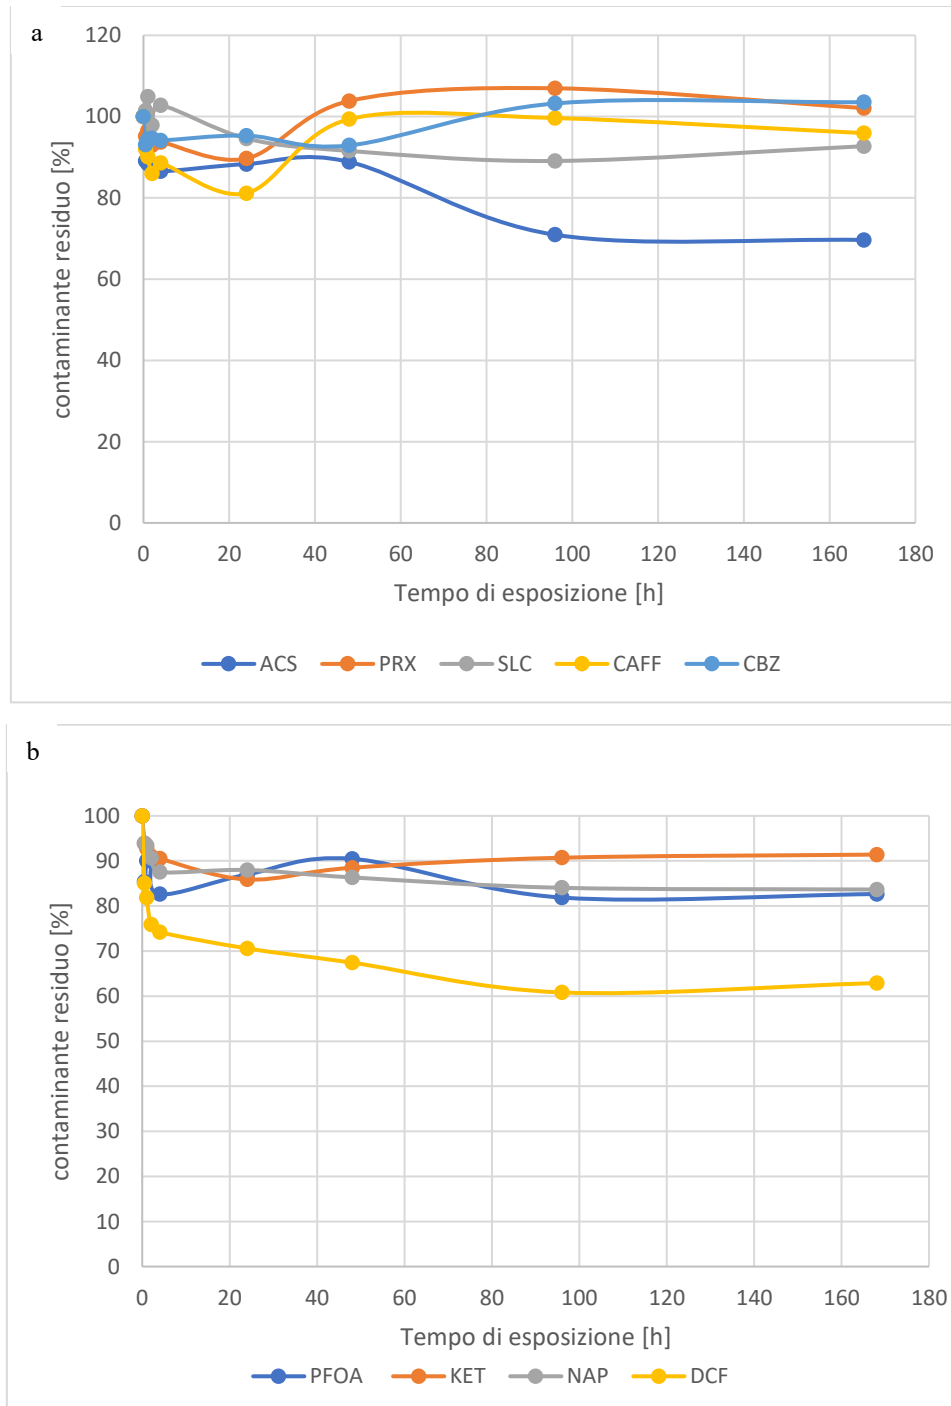 a
120
100
80
60
40
20
0
contaminante residuo [%]
0 20 40 60 80 100 120 140 160 180
Tempo di esposizione [h]
ACS PRX SLC CAFF CBZ
b
100
90
80
70
60
50
40
30
20
10
0
contaminante residuo [%]
0 20 40 60 80 100 120 140 160 180
Tempo di esposizione [h]
PFOA KET NAP DCF